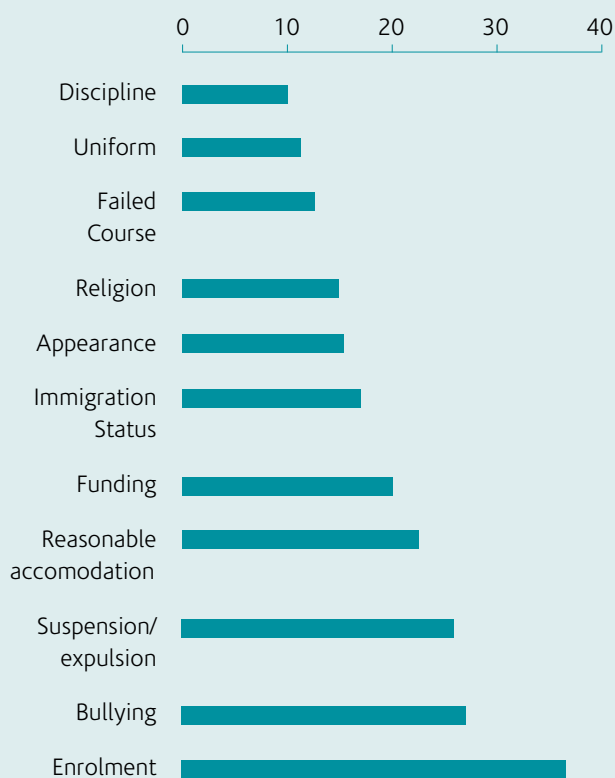 0 10 20 30 40
Discipline
Uniform
Failed
Course
Religion
Appearance
Immigration
Status
Funding
Reasonable
accomodation
Suspension/
expulsion
Bullying
Enrolment